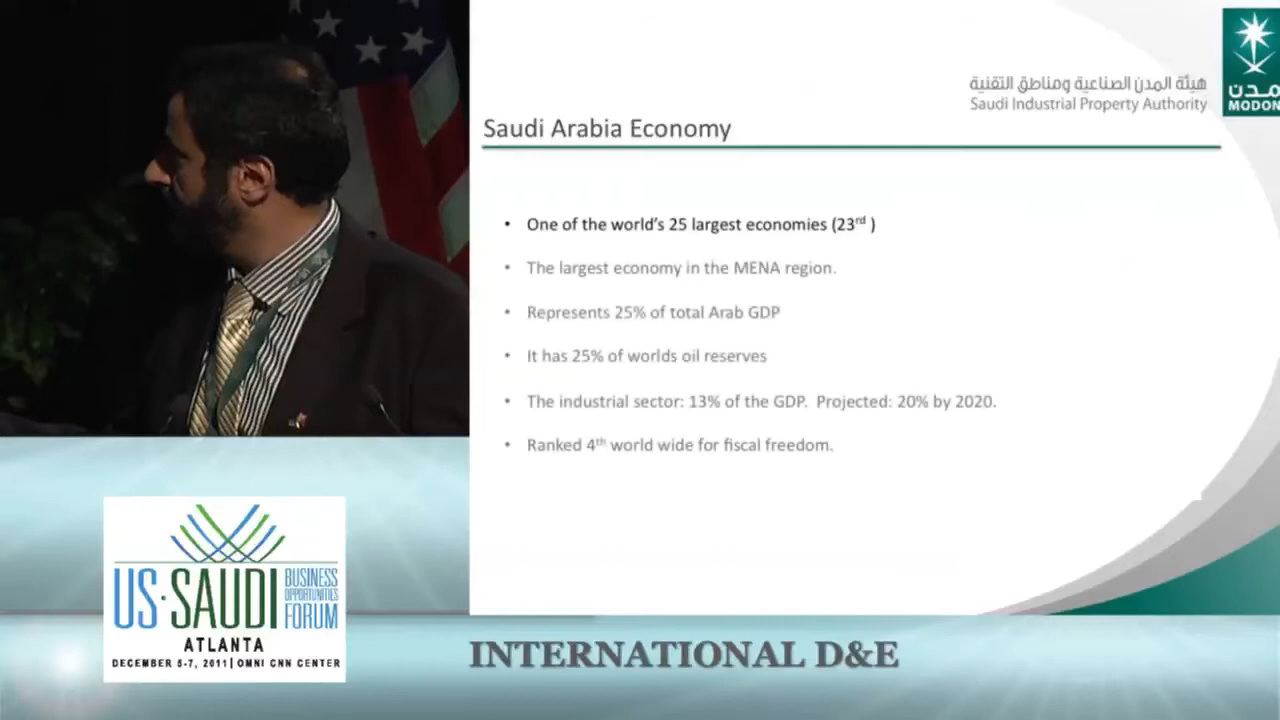 هيئة المدن الصناعية ومناطق التقنية
Saudi Industrial Property Authority
مدن
MODON
Saudi Arabia Economy
• One of the world's 25 largest economies (23rd )
• The largest economy in the MENA region.
• Represents 25% of total Arab GDP
• It has 25% of worlds oil reserves
• The industrial sector: 13% of the GDP. Projected: 20% by 2020.
• Ranked 4th world wide for fiscal freedom.
US·SAUDI
BUSINESS
OPPORTUNITIES
FORUM
ATLANTA
DECEMBER 5-7, 2011| OMNI CNN CENTER
INTERNATIONAL D&E